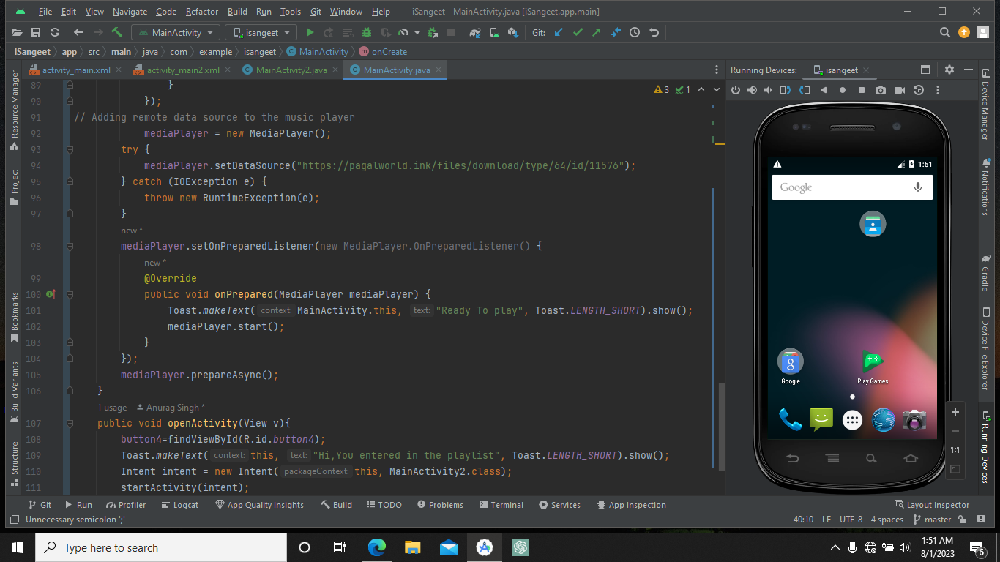 File Edit View Navigate Code Refactor Build Run Tools Git Window Help iSangeet - MainActivity.java [iSangeet.app.main]
MainActivity isangeet Git:
iSangeet app src main java com example isangeet MainActivity onCreate
activity_main.xml activity_main2.xml MainActivity2.java MainActivity.java
Running Devices: isangeet
89 }
3 1
90 });
91 // Adding remote data source to the music player
92 mediaPlayer = new MediaPlayer();
93 try {
94 mediaPlayer.setDataSource("https://pagalworld.ink/files/download/type/64/id/11576");
95 } catch (IOException e) {
96 throw new RuntimeException(e);
97 }
new *
98 mediaPlayer.setOnPreparedListener(new MediaPlayer.OnPreparedListener() {
new *
99 @Override
100 public void onPrepared(MediaPlayer mediaPlayer) {
101 Toast.makeText( context: MainActivity.this, text: "Ready To play", Toast.LENGTH_SHORT).show();
102 mediaPlayer.start();
103 }
104 });
105 mediaPlayer.prepareAsync();
106 }
1 usage Anurag Singh *
107 public void openActivity(View v){
108 button4=findViewById(R.id.button4);
109 Toast.makeText( context: this, text: "Hi,You entered in the playlist", Toast.LENGTH_SHORT).show();
110 Intent intent = new Intent( packageContext: this, MainActivity2.class);
111 startActivity(intent);
Resource Manager
Project
Bookmarks
Build Variants
Structure
1:51
Google
Google
Play Games
1:1
Device Manager
Notifications
Gradle
Device File Explorer
Running Devices
Git Run Profiler Logcat App Quality Insights Build TODO Problems Terminal Services App Inspection Layout Inspector
Unnecessary semicolon ';' 40:10 LF UTF-8 4 spaces master
Type here to search
1:51 AM
8/1/2023
6